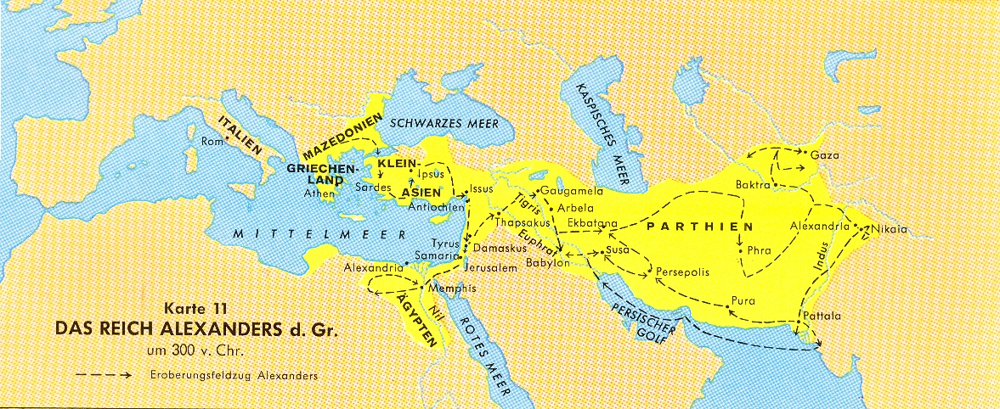 KASPISCHES MEER
SCHWARZES MEER
ITALIEN
Rom
MAZEDONIEN
GRIECHEN-
LAND
Athen
KLEIN-
ASIEN
Ipsus
Sardes
Antiochien
Issus
Gaugamela
Arbela
Tigris
Thapsakus
Ekbatana
Euphrat
PARTHIEN
Gaza
Baktra
Alexandria
Nikaia
Indus
MITTELMEER
Tyrus
Samaria
Damaskus
Jerusalem
Babylon
Susa
Phra
Persepolis
Alexandria
Memphis
ÄGYPTEN
Nil
ROTES MEER
PERSISCHER
GOLF
Pura
Pattala
Karte 11
DAS REICH ALEXANDERS d. Gr.
um 300 v. Chr.
Eroberungsfeldzug Alexanders